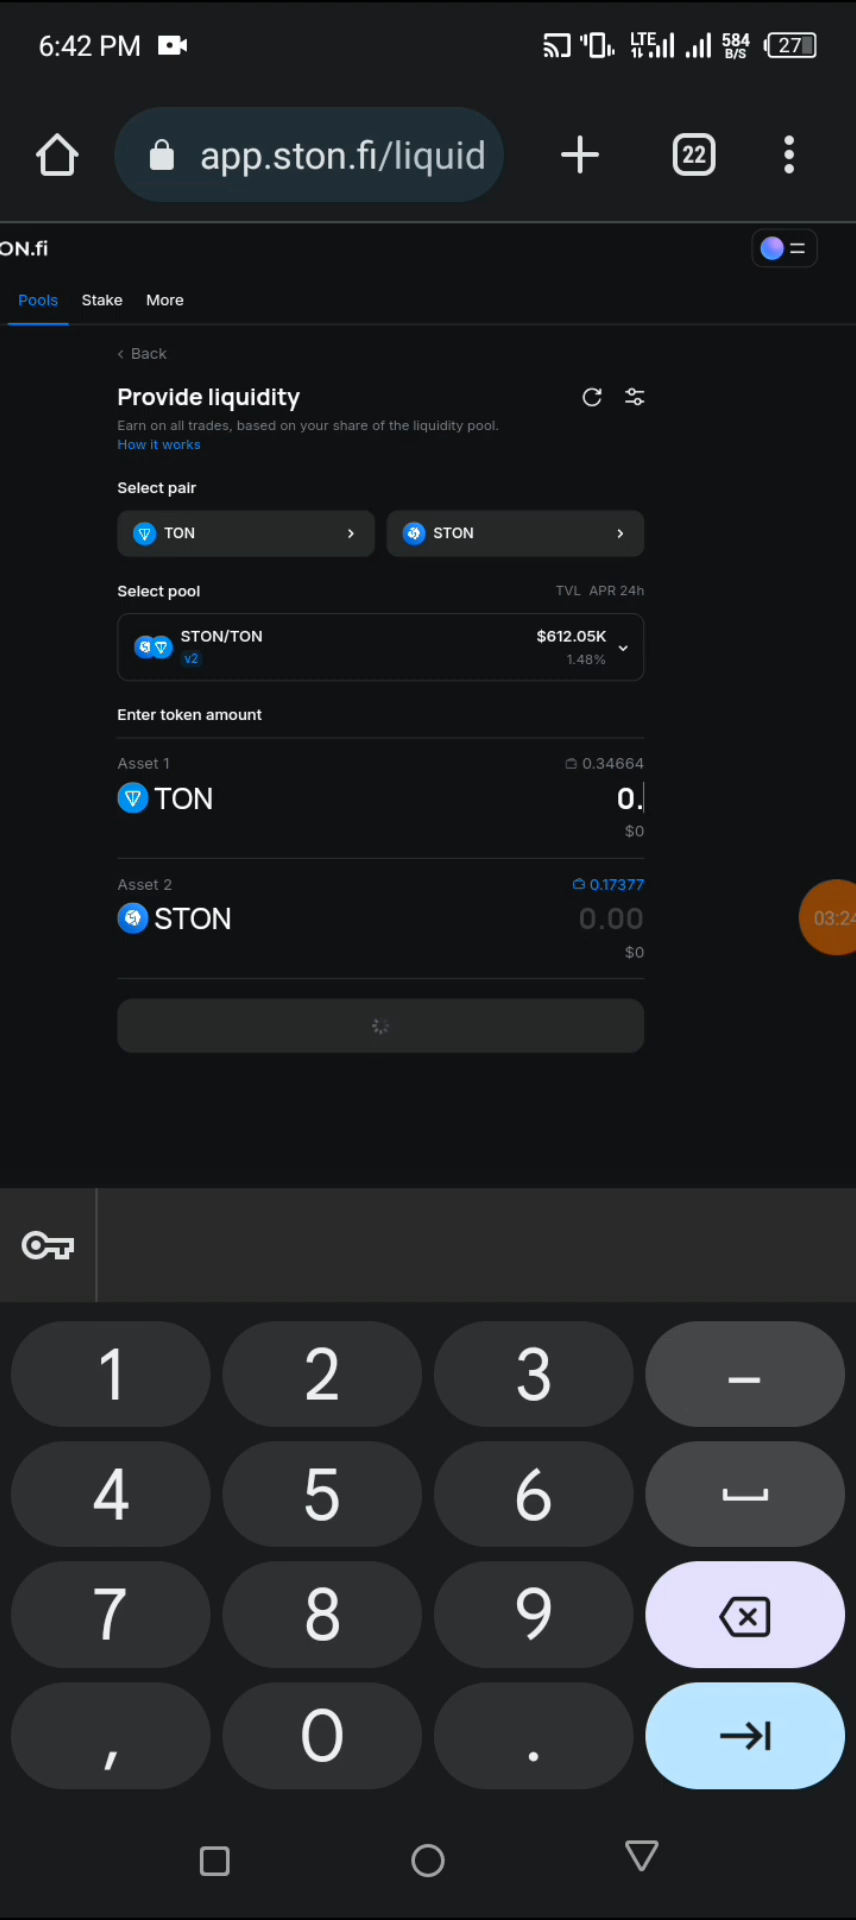 6:42 PM
LTE
584
B/S
27
app.ston.fi/liquid
22
ON.fi
Pools Stake More
Back
Provide liquidity
Earn on all trades, based on your share of the liquidity pool.
How it works
Select pair
TON
STON
Select pool
TVL APR 24h
STON/TON
$612.05K
v2
1.48%
Enter token amount
Asset 1
0.34664
TON
0.
$0
Asset 2
0.17377
STON
0.00
$0
03:24
1 2 3 –
4 5 6
7 8 9
, 0 .